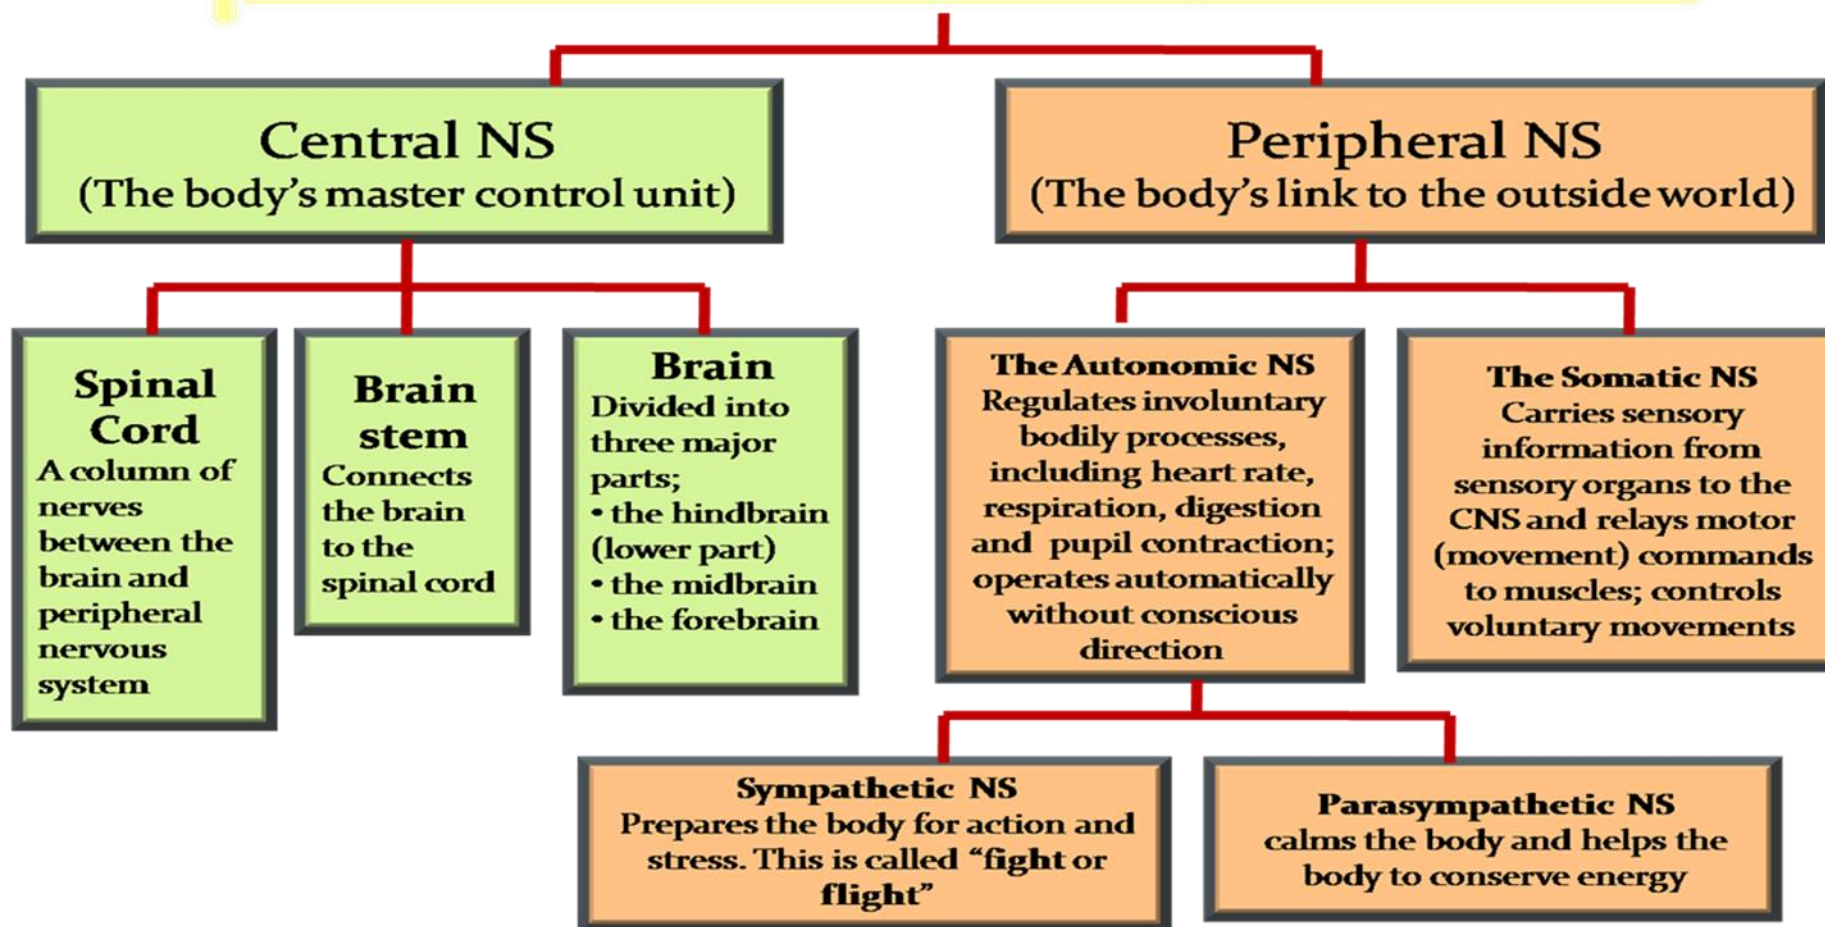 Central NS
(The body's master control unit)
Peripheral NS
(The body's link to the outside world)
Spinal
Cord
A column of
nerves
between the
brain and
peripheral
nervous
system
Brain
stem
Connects
the brain
to the
spinal cord
Brain
Divided into
three major
parts;
• the hindbrain
(lower part)
• the midbrain
• the forebrain
The Autonomic NS
Regulates involuntary
bodily processes,
including heart rate,
respiration, digestion
and pupil contraction;
operates automatically
without conscious
direction
The Somatic NS
Carries sensory
information from
sensory organs to the
CNS and relays motor
(movement) commands
to muscles; controls
voluntary movements
Sympathetic NS
Prepares the body for action and
stress. This is called “fight or
flight”
Parasympathetic NS
calms the body and helps the
body to conserve energy